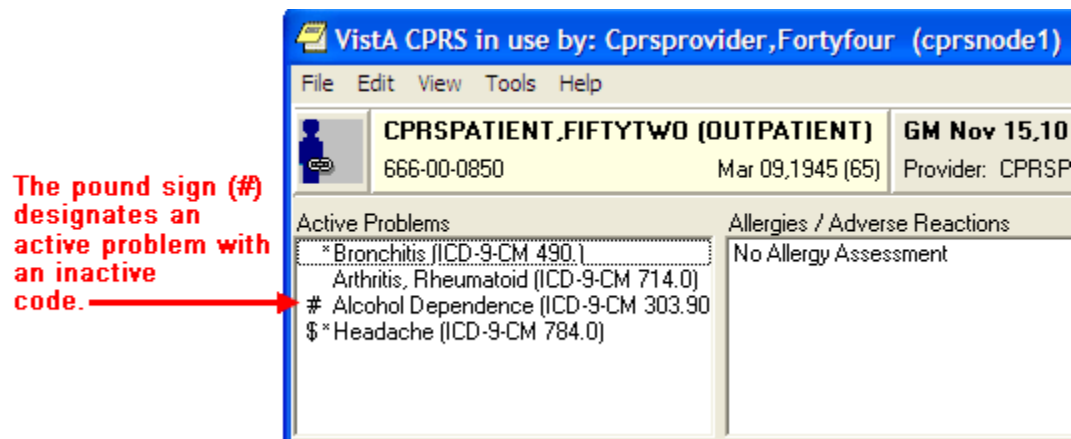 VistA CPRS in use by: Cprsprovider,Fortyfour (cprsnode1)
File Edit View Tools Help
CPRSPATIENT,FIFTYTWO (OUTPATIENT)
666-00-0850 Mar 09,1945 (65)
GM Nov 15,10
Provider: CPRSP
The pound sign (#)
designates an
active problem with
an inactive
code.
Active Problems
*Bronchitis (ICD-9-CM 490.)
Arthritis, Rheumatoid (ICD-9-CM 714.0)
# Alcohol Dependence (ICD-9-CM 303.90
$*Headache (ICD-9-CM 784.0)
Allergies / Adverse Reactions
No Allergy Assessment